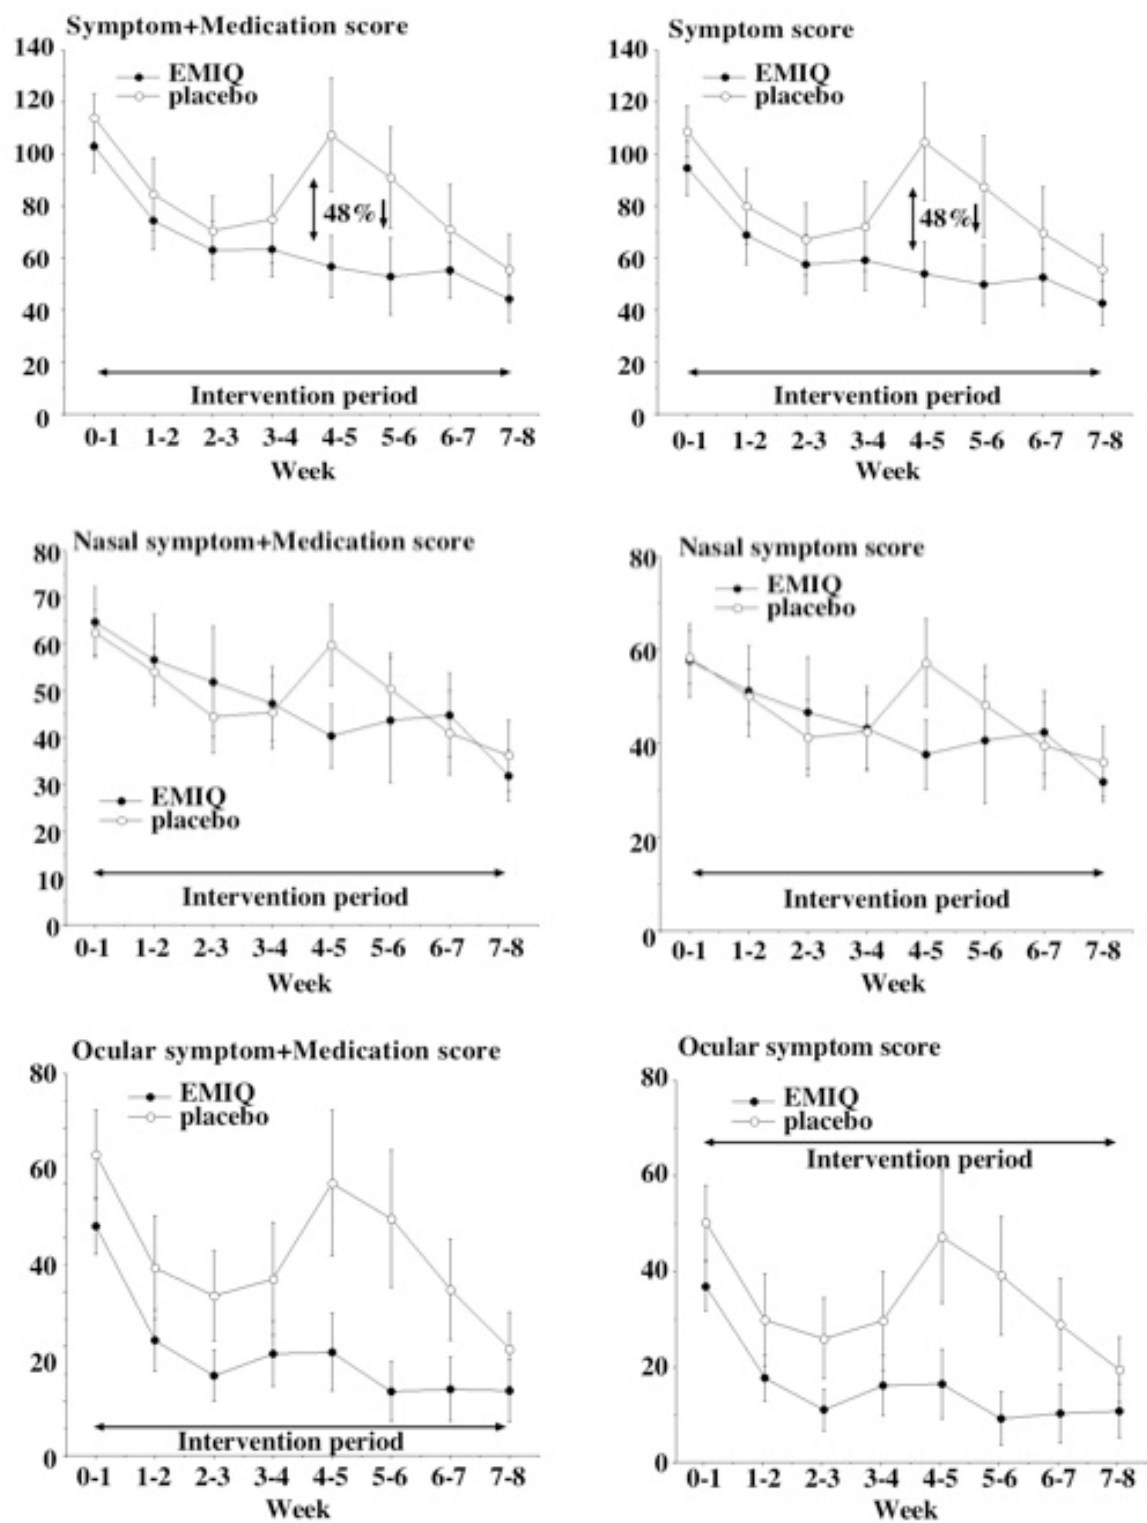 Symptom+Medication score
140
EMIQ
placebo
120
100
80
48%
60
40
20
Intervention period
0
0-1 1-2 2-3 3-4 4-5 5-6 6-7 7-8
Week
Symptom score
140
EMIQ
placebo
120
100
80
48%
60
40
20
Intervention period
0
0-1 1-2 2-3 3-4 4-5 5-6 6-7 7-8
Week
Nasal symptom+Medication score
80
70
60
50
40
30
EMIQ
placebo
20
10
Intervention period
0
0-1 1-2 2-3 3-4 4-5 5-6 6-7 7-8
Week
Nasal symptom score
80
EMIQ
placebo
60
40
20
Intervention period
0
0-1 1-2 2-3 3-4 4-5 5-6 6-7 7-8
Week
Ocular symptom+Medication score
80
EMIQ
placebo
60
40
20
Intervention period
0
0-1 1-2 2-3 3-4 4-5 5-6 6-7 7-8
Week
Ocular symptom score
80
EMIQ
placebo
Intervention period
60
40
20
0
0-1 1-2 2-3 3-4 4-5 5-6 6-7 7-8
Week